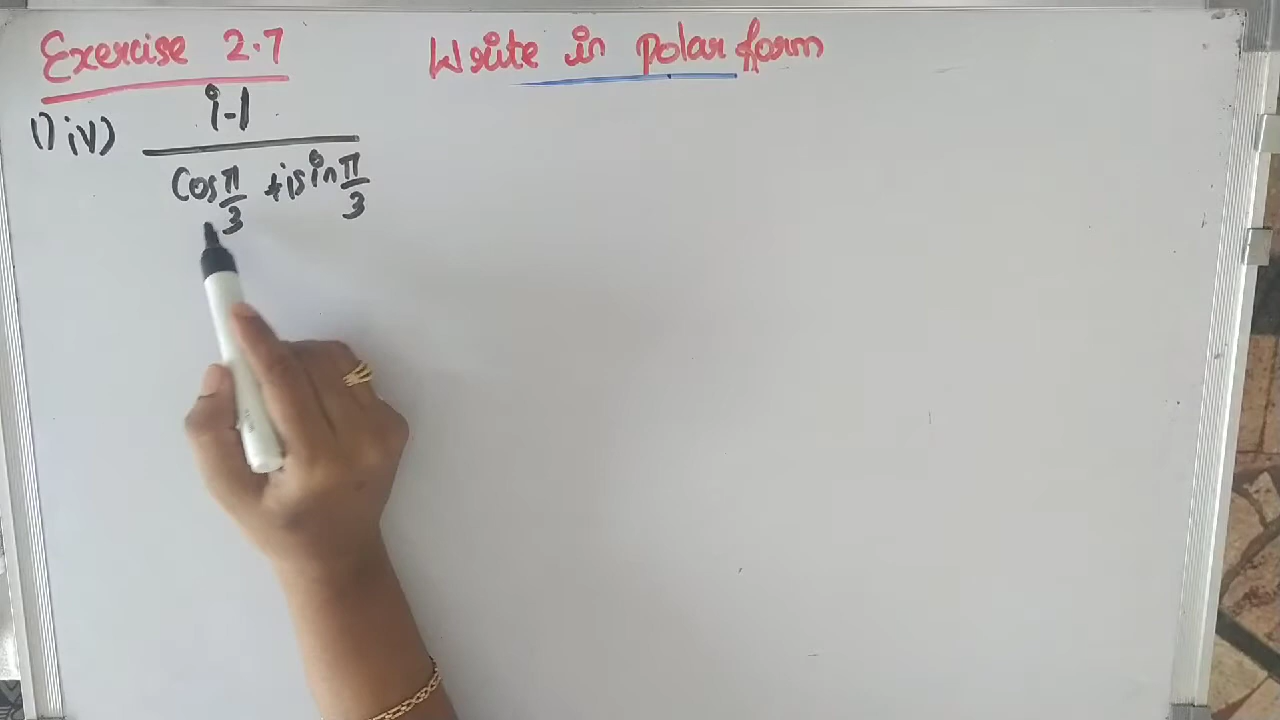 Exercise 2.7
Write in polar form
1) iv) i-1
cos π/3 + i sin π/3